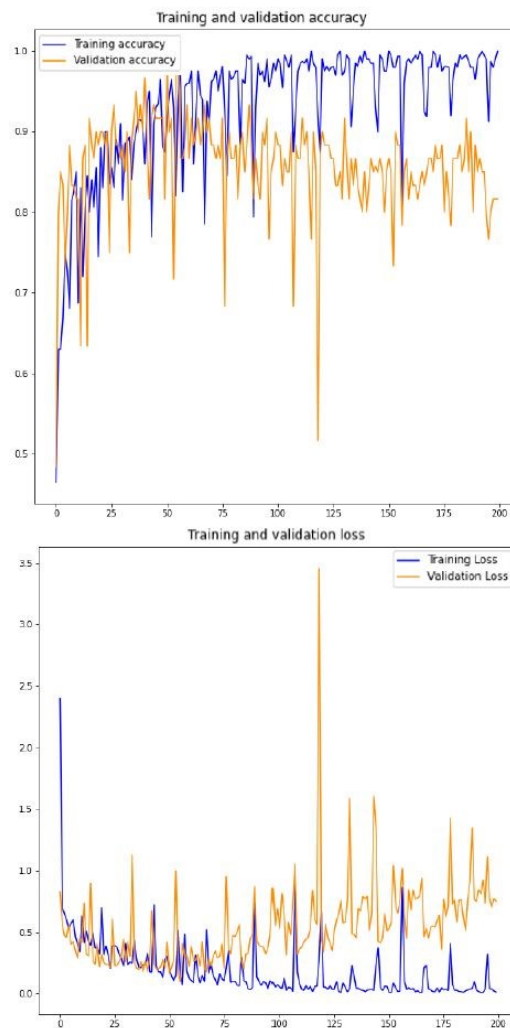 Training and validation accuracy
Training accuracy
Validation accuracy
1.0
0.9
0.8
0.7
0.6
0.5
0 25 50 75 100 125 150 175 200
Training and validation loss
Training Loss
Validation Loss
3.5
3.0
2.5
2.0
1.5
1.0
0.5
0.0
0 25 50 75 100 125 150 175 200